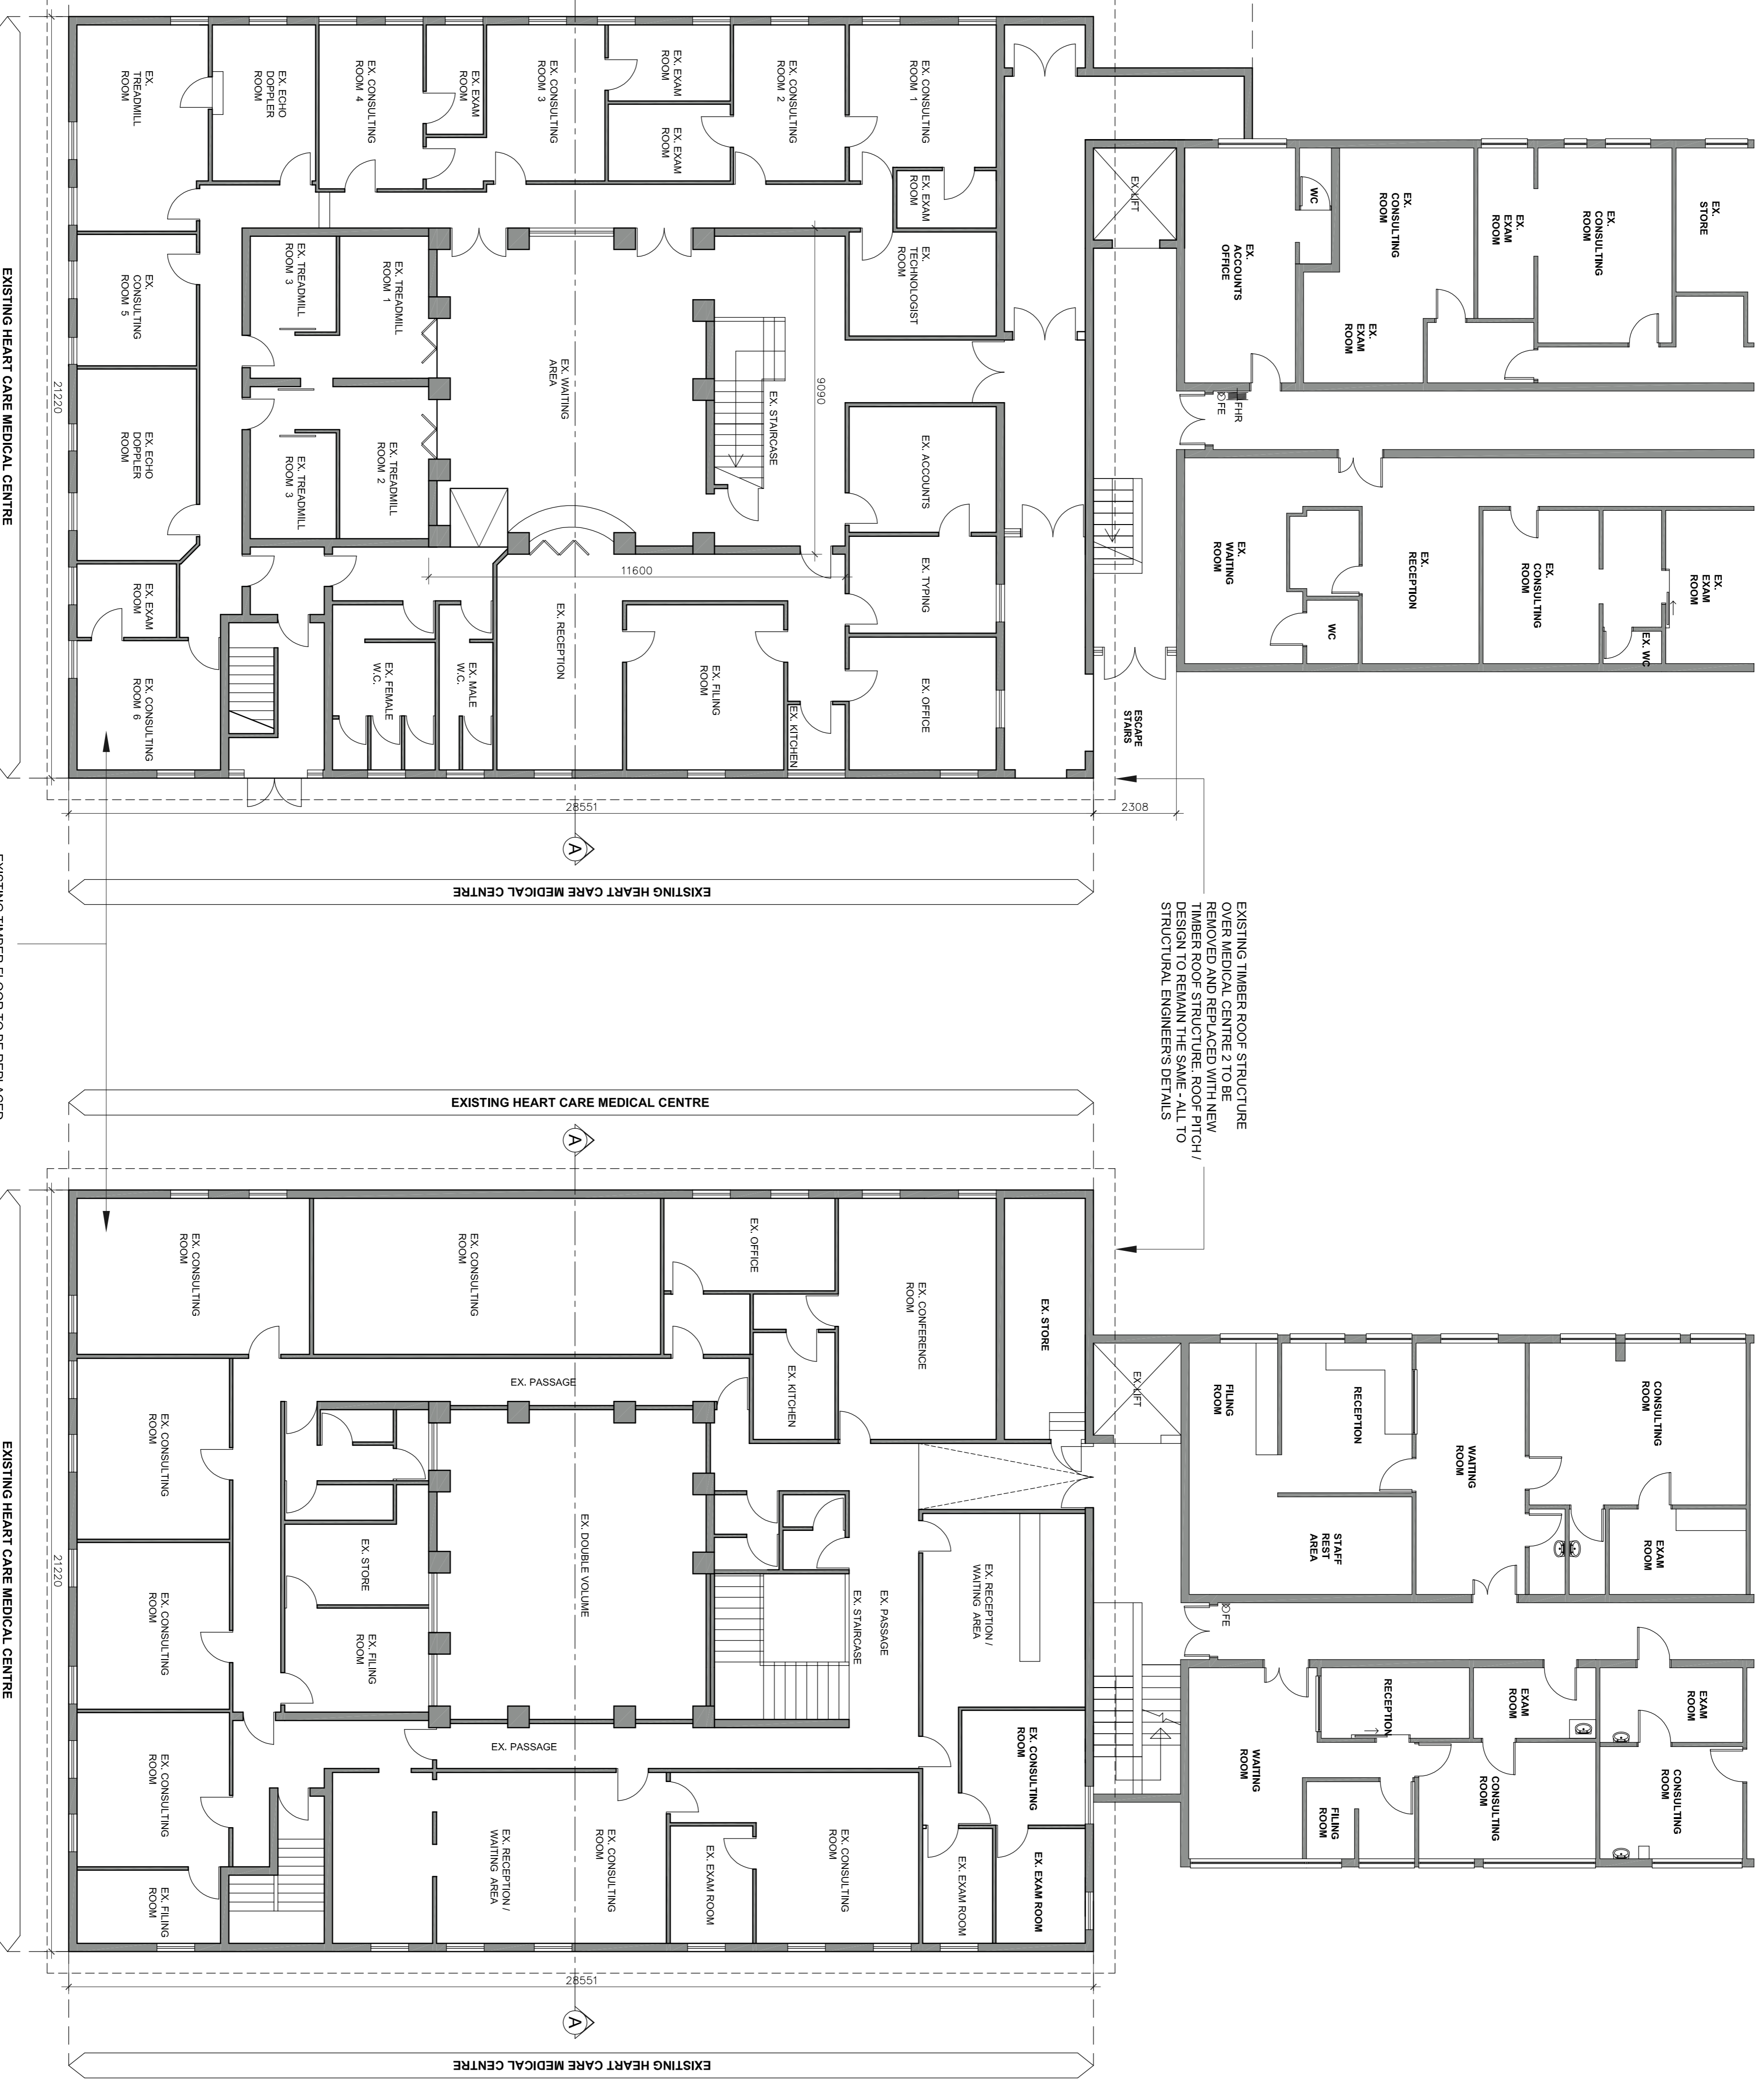 EX.
TREADMILL
ROOM
EX. ECHO
DOPPLER
ROOM
EX. CONSULTING
ROOM 4
EX. EXAM
ROOM
EX. CONSULTING
ROOM 3
EX. EXAM
ROOM
EX. EXAM
ROOM
EX. CONSULTING
ROOM 2
EX. CONSULTING
ROOM 1
EX. EXAM
ROOM
EX.
TECHNOLOGIST
ROOM
EX. LIFT
EX.
ACCOUNTS
OFFICE
WC
EX.
CONSULTING
ROOM
EX.
EXAM
ROOM
EX.
EXAM
ROOM
EX.
CONSULTING
ROOM
EX.
STORE
FHR
FE
EX.
CONSULTING
ROOM 5
EX. TREADMILL
ROOM 3
EX. TREADMILL
ROOM 1
EX. WAITING
AREA
9090
EX. STAIRCASE
EX. ECHO
DOPPLER
ROOM
EX. TREADMILL
ROOM 3
EX. TREADMILL
ROOM 2
EX. ACCOUNTS
EX. TYPING
EX. OFFICE
11600
EX. EXAM
ROOM
EX. CONSULTING
ROOM 6
EX. FEMALE
W.C.
EX. MALE
W.C.
EX. RECEPTION
EX. FILING
ROOM
EX. KITCHEN
EX.
WAITING
ROOM
EX.
RECEPTION
WC
EX.
CONSULTING
ROOM
EX. WC
EX.
EXAM
ROOM
ESCAPE
STAIRS
21220
28551
2308
A
EXISTING HEART CARE MEDICAL CENTRE
EXISTING HEART CARE MEDICAL CENTRE
EXISTING TIMBER FLOOR TO BE REPLACED
EXISTING TIMBER ROOF STRUCTURE
OVER MEDICAL CENTRE 2 TO BE
REMOVED AND REPLACED WITH NEW
TIMBER ROOF STRUCTURE. ROOF PITCH /
DESIGN TO REMAIN THE SAME - ALL TO
STRUCTURAL ENGINEER'S DETAILS
EXISTING HEART CARE MEDICAL CENTRE
A
EX. CONSULTING
ROOM
EX. CONSULTING
ROOM
EX. OFFICE
EX. CONFERENCE
ROOM
EX. STORE
EX. KITCHEN
EX. PASSAGE
EX. LIFT
FILING
ROOM
RECEPTION
WAITING
ROOM
CONSULTING
ROOM
STAFF
REST
AREA
EXAM
ROOM
FE
EX. CONSULTING
ROOM
EX. CONSULTING
ROOM
EX. CONSULTING
ROOM
EX. STORE
EX. FILING
ROOM
EX. DOUBLE VOLUME
EX. STAIRCASE
EX. PASSAGE
EX. RECEPTION /
WAITING AREA
EX. PASSAGE
EX. CONSULTING
ROOM
EX. EXAM ROOM
EX. EXAM ROOM
EX. FILING
ROOM
EX. RECEPTION /
WAITING AREA
EX. CONSULTING
ROOM
EX. EXAM ROOM
EX. CONSULTING
ROOM
WAITING
ROOM
RECEPTION
EXAM
ROOM
EXAM
ROOM
FILING
ROOM
CONSULTING
ROOM
CONSULTING
ROOM
21220
28551
A
EXISTING HEART CARE MEDICAL CENTRE
EXISTING HEART CARE MEDICAL CENTRE